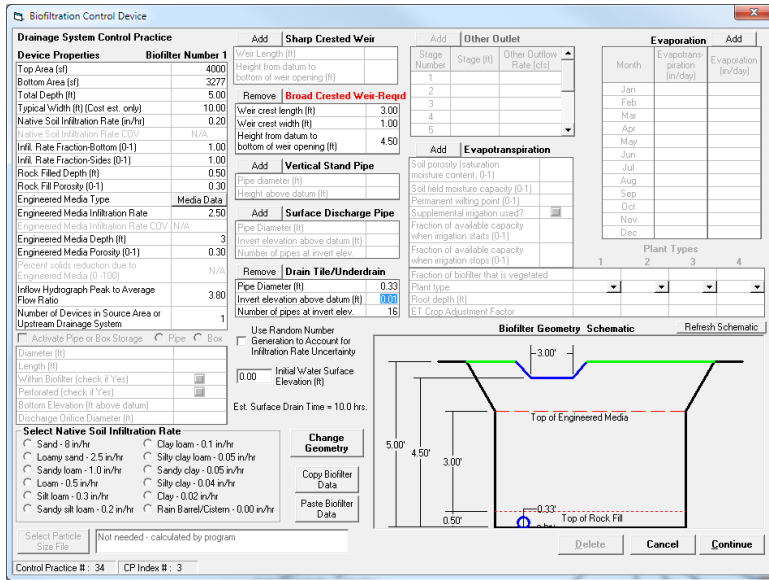 Biofiltration Control Device
Drainage System Control Practice
Device Properties Biofilter Number 1
Top Area (sf) 4000
Bottom Area (sf) 3277
Total Depth (ft) 5.00
Typical Width (ft) (Cost est. only) 10.00
Native Soil Infiltration Rate (in/hr) 0.20
Native Soil Infiltration Rate COV N/A
Infil. Rate Fraction-Bottom (0-1) 1.00
Infil. Rate Fraction-Sides (0-1) 1.00
Rock Filled Depth (ft) 0.50
Rock Fill Porosity (0-1) 0.30
Engineered Media Type Media Data
Engineered Media Infiltration Rate 2.50
Engineered Media Infiltration Rate COV N/A
Engineered Media Depth (ft) 3
Engineered Media Porosity (0-1) 0.30
Percent solids reduction due to
Engineered Media (0 -100) N/A
Inflow Hydrograph Peak to Average
Flow Ratio 3.80
Number of Devices in Source Area or
Upstream Drainage System 1
Activate Pipe or Box Storage Pipe Box
Diameter (ft)
Length (ft)
Within Biofilter (check if Yes)
Perforated (check if Yes)
Bottom Elevation (ft above datum)
Discharge Orifice Diameter (ft)
Select Native Soil Infiltration Rate
Sand - 8 in/hr Clay loam - 0.1 in/hr
Loamy sand - 2.5 in/hr Silty clay loam - 0.05 in/hr
Sandy loam - 1.0 in/hr Sandy clay - 0.05 in/hr
Loam - 0.5 in/hr Silty clay - 0.04 in/hr
Silt loam - 0.3 in/hr Clay - 0.02 in/hr
Sandy silt loam - 0.2 in/hr Rain Barrel/Cistern - 0.00 in/hr
Select Particle
Size File
Not needed - calculated by program
Control Practice # : 34 CP Index # : 3
Add Sharp Crested Weir
Weir Length (ft)
Height from datum to
bottom of weir opening (ft)
Remove Broad Crested Weir-Reqrd
Weir crest length (ft) 3.00
Weir crest width (ft) 1.00
Height from datum to
bottom of weir opening (ft) 4.50
Add Vertical Stand Pipe
Pipe diameter (ft)
Height above datum (ft)
Add Surface Discharge Pipe
Pipe Diameter (ft)
Invert elevation above datum (ft)
Number of pipes at invert elev.
Remove Drain Tile/Underdrain
Pipe Diameter (ft) 0.33
Invert elevation above datum (ft) 0.01
Number of pipes at invert elev. 16
Use Random Number
Generation to Account for
Infiltration Rate Uncertainty
0.00 Initial Water Surface
Elevation (ft)
Est. Surface Drain Time = 10.0 hrs.
Change
Geometry
Copy Biofilter
Data
Paste Biofilter
Data
Add Other Outlet
Stage
Number Stage (ft) Other Outflow
Rate (cfs)
1
2
3
4
5
Add Evapotranspiration
Soil porosity (saturation
moisture content, 0-1)
Soil field moisture capacity (0-1)
Permanent wilting point (0-1)
Supplemental irrigation used?
Fraction of available capacity
when irrigation starts (0-1)
Fraction of available capacity
when irrigation stops (0-1)
Fraction of biofilter that is vegetated
Plant type
Root depth (ft)
ET Crop Adjustment Factor
Evaporation Add
Month Evapotrans-
piration
(in/day) Evaporation
(in/day)
Jan
Feb
Mar
Apr
May
Jun
Jul
Aug
Sep
Oct
Nov
Dec
Plant Types
1 2 3 4
Biofilter Geometry Schematic Refresh Schematic
3.00'
Top of Engineered Media
5.00'
4.50'
3.00'
0.33'
0.50'
Top of Rock Fill
Delete Cancel Continue